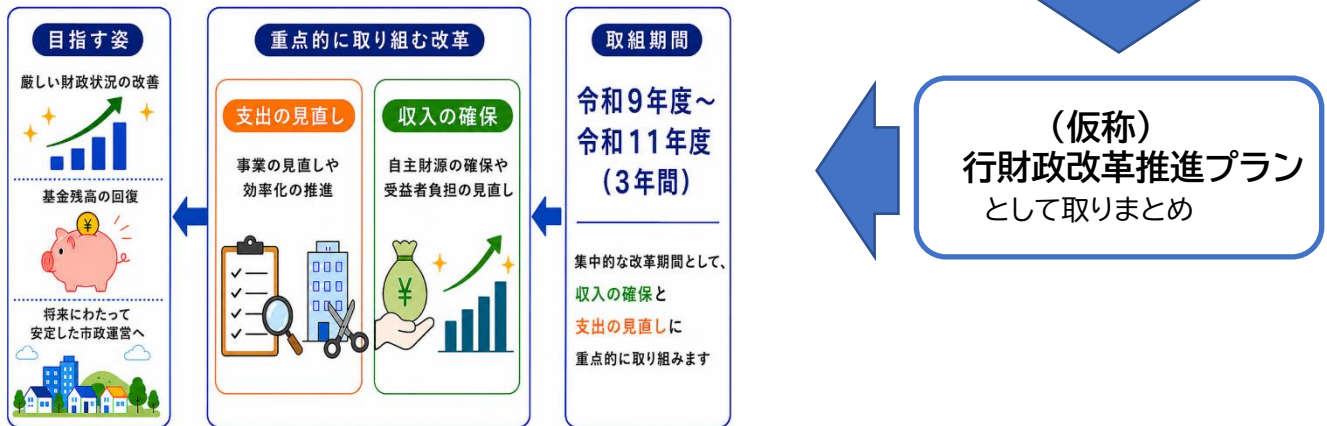 目指す姿
厳しい財政状況の改善
基金残高の回復
¥
将来にわたって
安定した市政運営へ
重点的に取り組む改革
支出の見直し
事業の見直しや
効率化の推進
収入の確保
自主財源の確保や
受益者負担の見直し
¥
取組期間
令和9年度～
令和11年度
（3年間）
集中的な改革期間として、
収入の確保と
支出の見直しに
重点的に取り組みます
（仮称）
行財政改革推進プラン
として取りまとめ